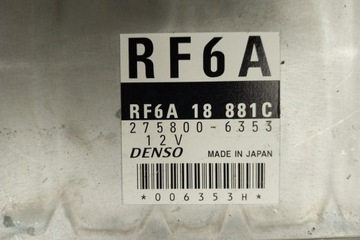 RF6A
RF6A 18 881C
275800-6353
12V
DENSO MADE IN JAPAN
*006353H*